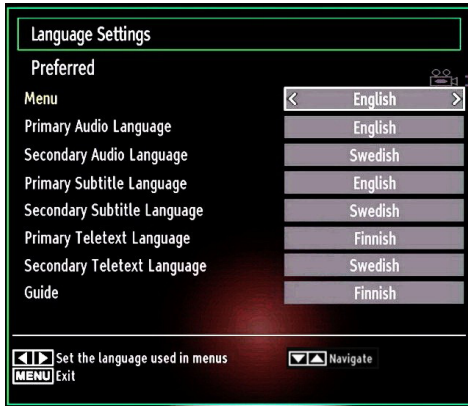 Language Settings
Preferred
Menu English
Primary Audio Language English
Secondary Audio Language Swedish
Primary Subtitle Language English
Secondary Subtitle Language Swedish
Primary Teletext Language Finnish
Secondary Teletext Language Swedish
Guide Finnish
Set the language used in menus Navigate
MENU Exit